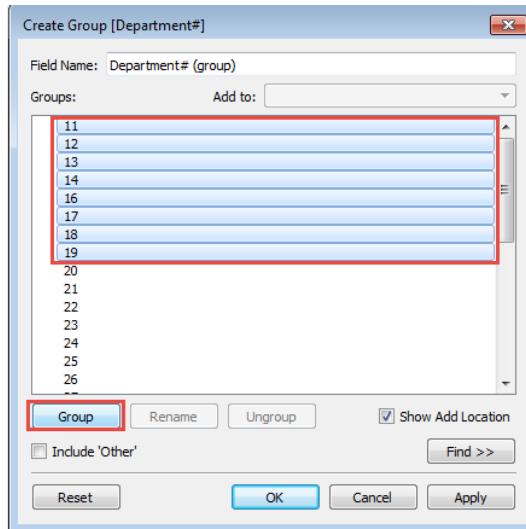 Create Group [Department#]
Field Name: Department# (group)
Groups: Add to:
11
12
13
14
16
17
18
19
20
21
22
23
24
25
26
Group Rename Ungroup Show Add Location
Include 'Other' Find >>
Reset OK Cancel Apply